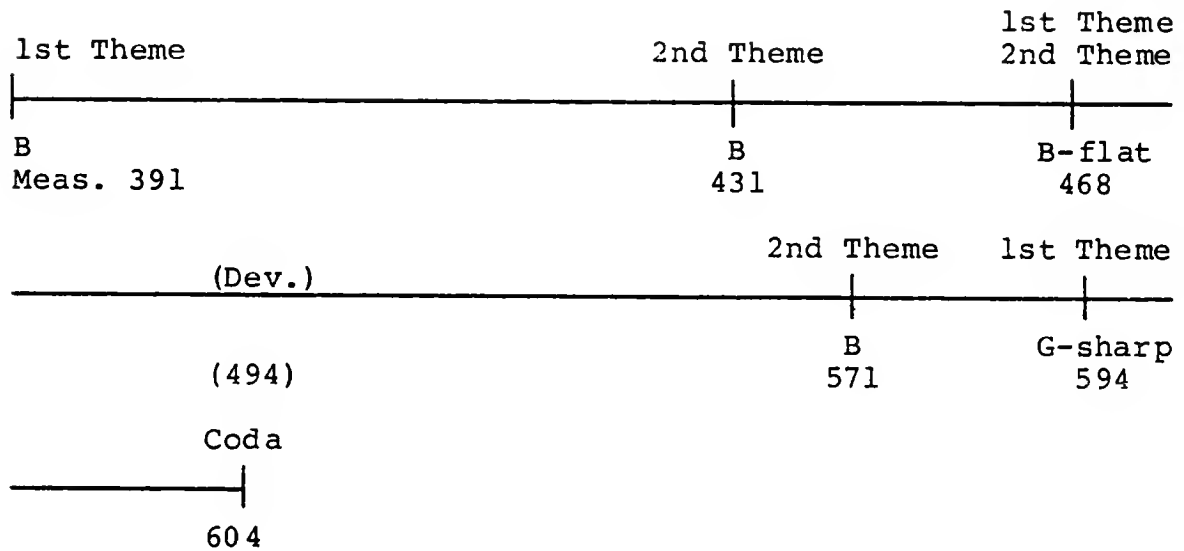 1st Theme
1st Theme 2nd Theme 2nd Theme
B B B-flat
Meas. 391 431 468
2nd Theme 1st Theme
(Dev.)
B G-sharp
(494) 571 594
Coda
604